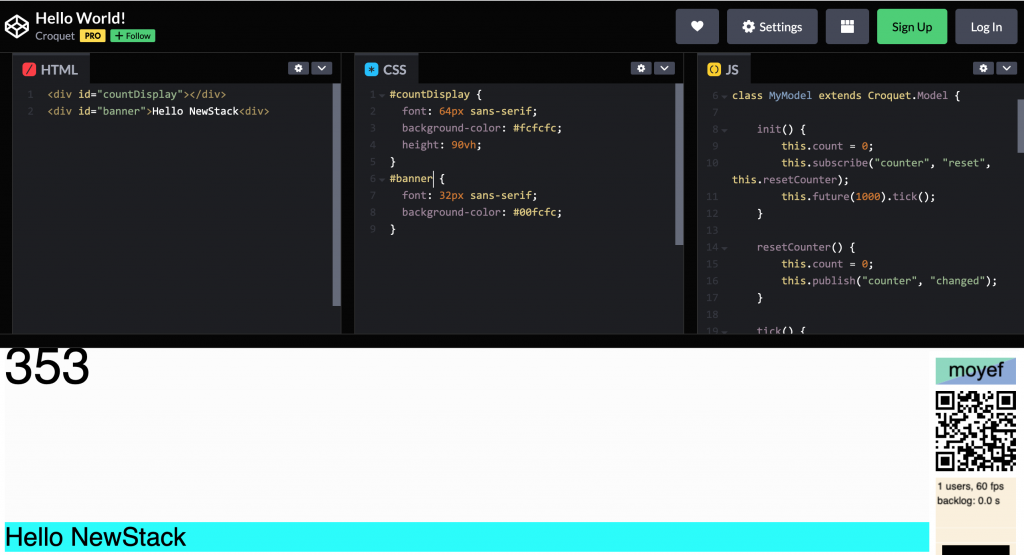 Hello World!
Croquet PRO + Follow
Settings
Sign Up
Log In
HTML
1 <div id="countDisplay"></div>
2 <div id="banner">Hello NewStack<div>
CSS
1 #countDisplay {
2 font: 64px sans-serif;
3 background-color: #fcfcfc;
4 height: 90vh;
5 }
6 #banner {
7 font: 32px sans-serif;
8 background-color: #00fcfc;
9 }
JS
6 class MyModel extends Croquet.Model {
7
8 init() {
9 this.count = 0;
10 this.subscribe("counter", "reset",
this.resetCounter);
11 this.future(1000).tick();
12 }
13
14 resetCounter() {
15 this.count = 0;
16 this.publish("counter", "changed");
17 }
18
19 tick() {
353
moyef
1 users, 60 fps
backlog: 0.0 s
Hello NewStack